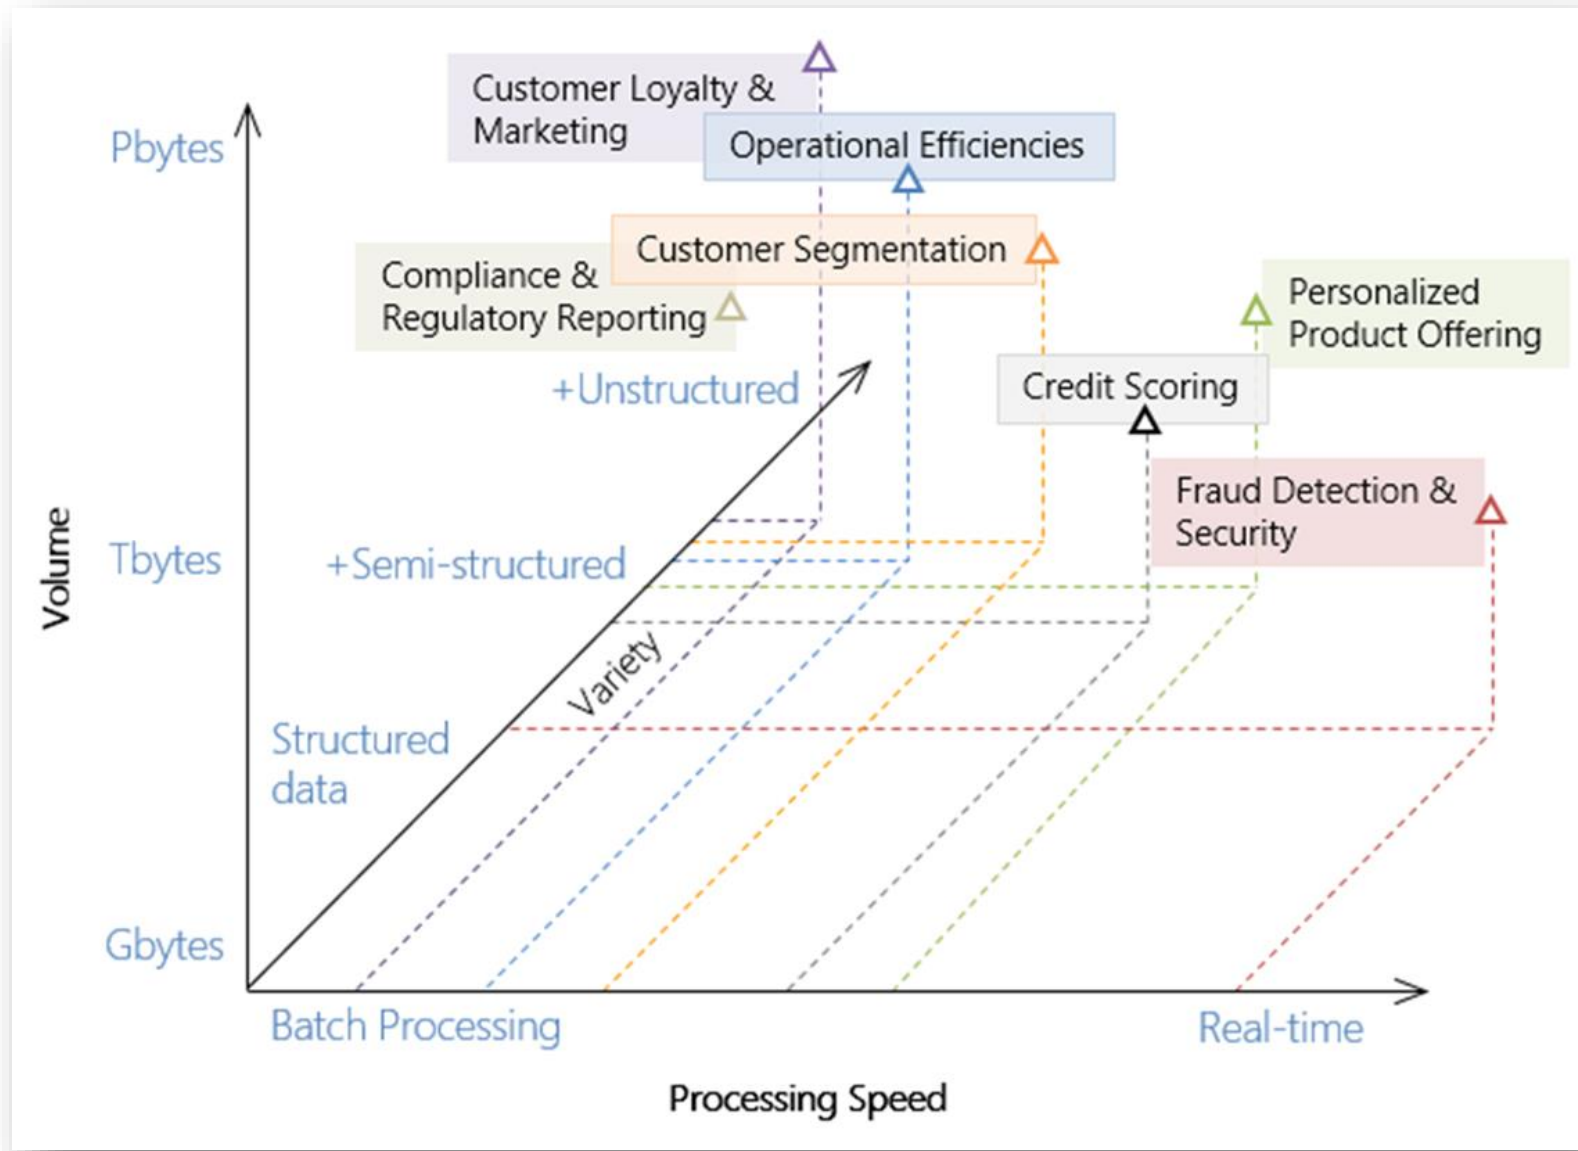 Customer Loyalty &
Marketing
Pbytes
Operational Efficiencies
Customer Segmentation
Compliance &
Regulatory Reporting
Personalized
Product Offering
+Unstructured
Credit Scoring
Fraud Detection &
Security
Volume
Tbytes
+Semi-structured
Variety
Structured
data
Gbytes
Batch Processing
Real-time
Processing Speed